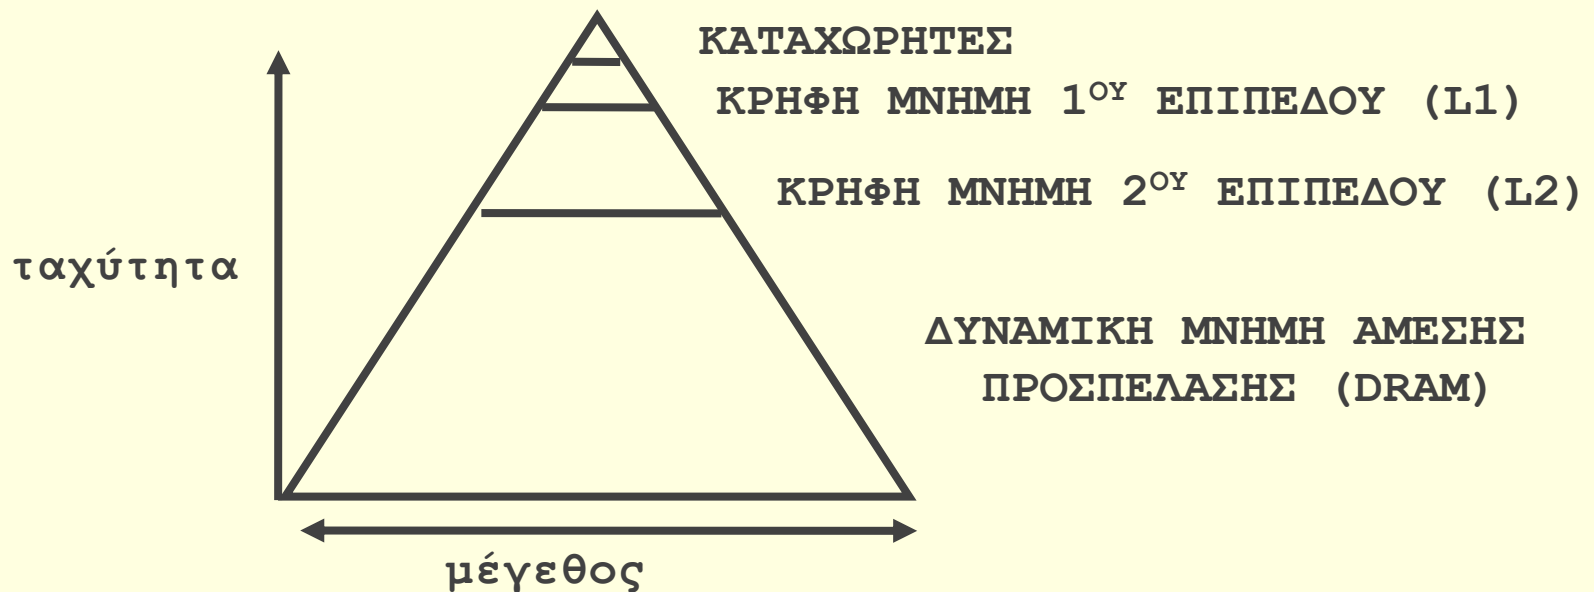 ΚΑΤΑΧΩΡΗΤΕΣ
ΚΡΗΦΗ ΜΝΗΜΗ 1ΟΥ ΕΠΙΠΕΔΟΥ (L1)
ΚΡΗΦΗ ΜΝΗΜΗ 2ΟΥ ΕΠΙΠΕΔΟΥ (L2)
ταχύτητα
ΔΥΝΑΜΙΚΗ ΜΝΗΜΗ ΑΜΕΣΗΣ
ΠΡΟΣΠΕΛΑΣΗΣ (DRAM)
μέγεθος